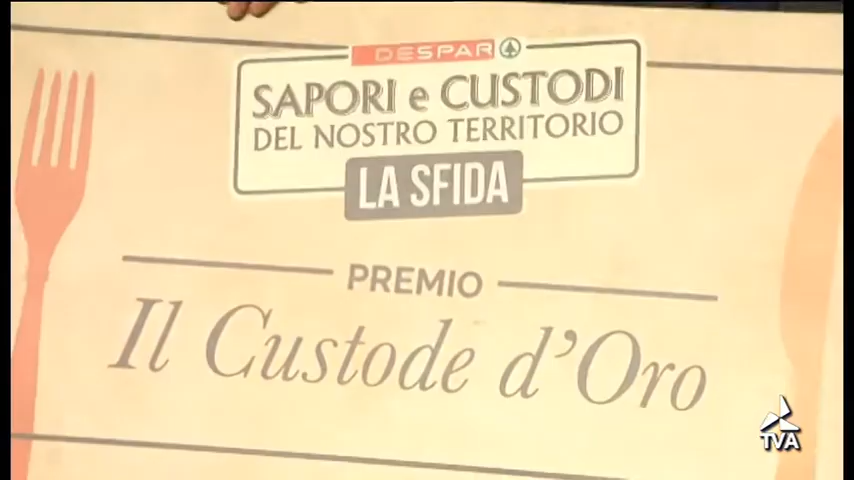 DESPAR
SAPORI e CUSTODI
DEL NOSTRO TERRITORIO
LA SFIDA
PREMIO
Il Custode d'Oro
TVA